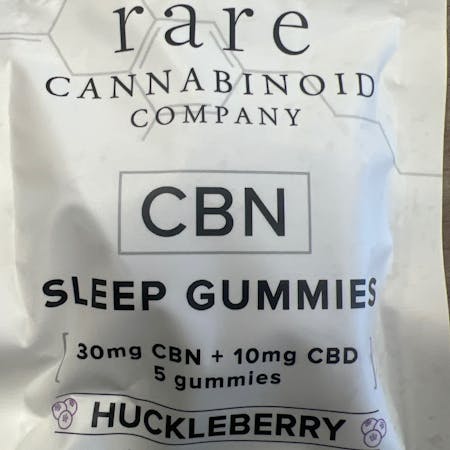 rare
CANNABINOID
COMPANY
CBN
SLEEP GUMMIES
[30mg CBN + 10mg CBD]
5 gummies
HUCKLEBERRY